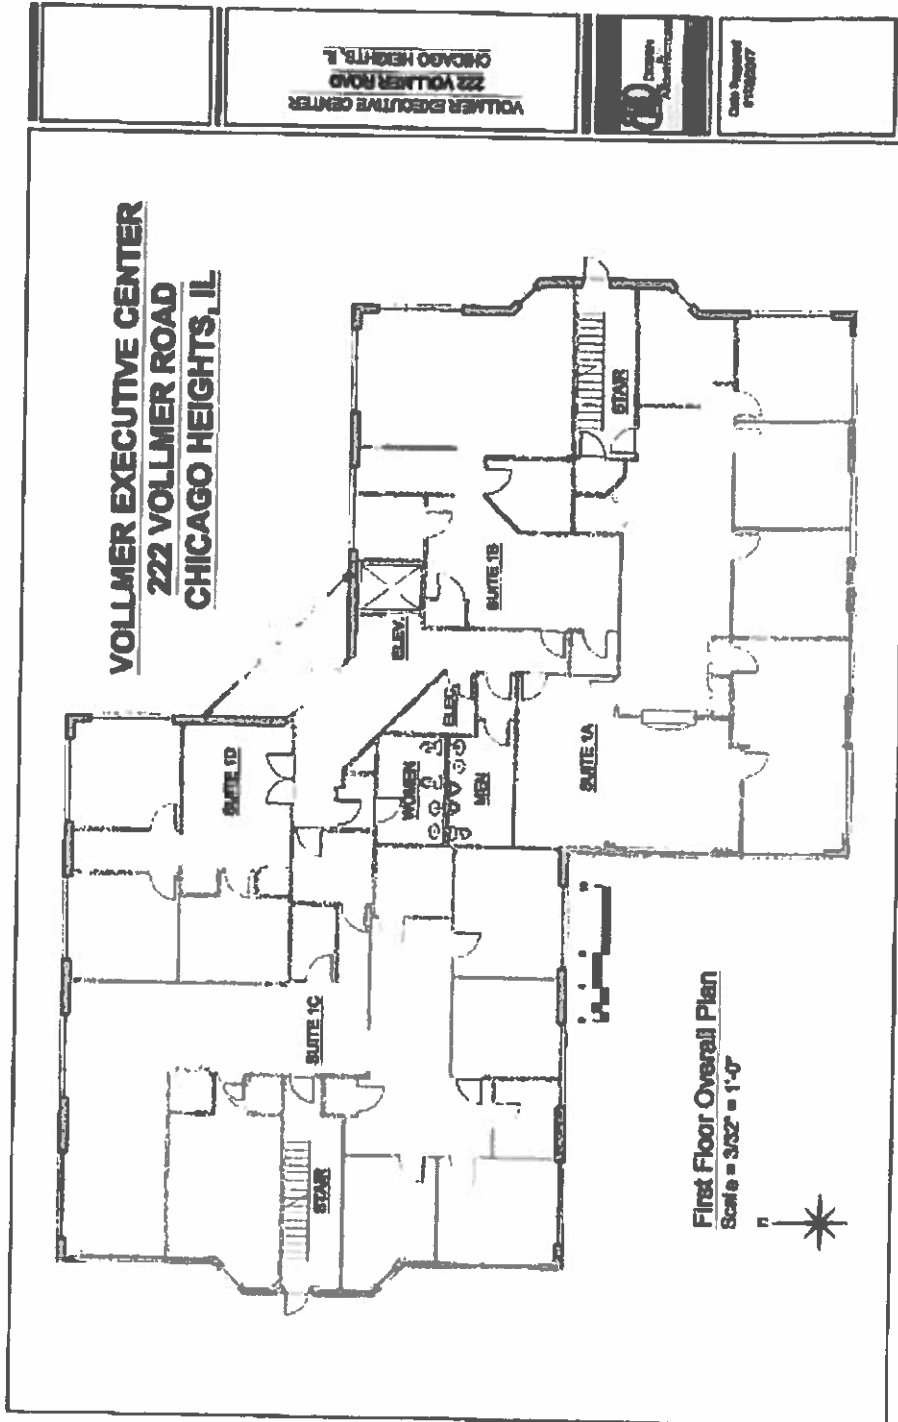 VOLLMER EXECUTIVE CENTER
222 VOLLMER ROAD
CHICAGO HEIGHTS, IL
VOLLMER EXECUTIVE CENTER
222 VOLLMER ROAD
CHICAGO HEIGHTS, IL
Date Prepared
SUITE 1D
SUITE 1C
SUITE 1B
SUITE 1A
ELEV.
ELEC.
WOMEN
MEN
STAIR
STAIR
First Floor Overall Plan
Scale = 3/32" = 1'-0"
n